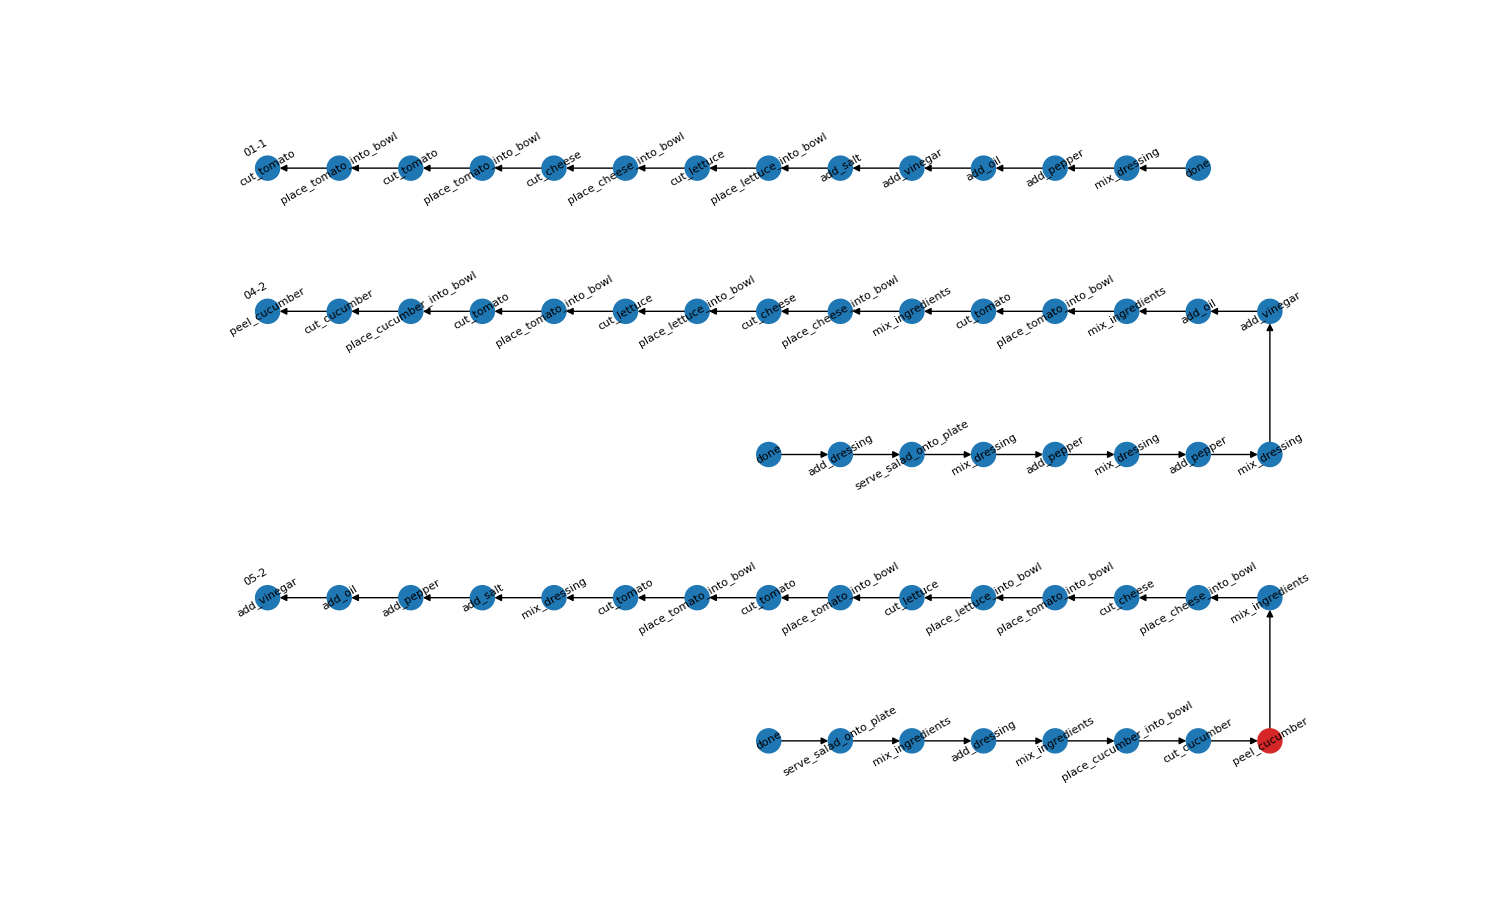 01-1
cut_tomato place_tomato_into_bowl cut_tomato place_tomato_into_bowl cut_cheese place_cheese_into_bowl cut_lettuce place_lettuce_into_bowl add_salt add_vinegar add_oil add_pepper mix_dressing done
04-2
peel_cucumber cut_cucumber place_cucumber_into_bowl cut_tomato place_tomato_into_bowl cut_lettuce place_lettuce_into_bowl cut_cheese place_cheese_into_bowl mix_ingredients cut_tomato place_tomato_into_bowl mix_ingredients add_oil add_vinegar
done add_dressing serve_salad_onto_plate mix_dressing add_pepper mix_dressing add_pepper mix_dressing
05-2
add_vinegar add_oil add_pepper add_salt mix_dressing cut_tomato place_tomato_into_bowl cut_tomato place_tomato_into_bowl cut_lettuce place_lettuce_into_bowl place_tomato_into_bowl cut_cheese place_cheese_into_bowl mix_ingredients
done serve_salad_onto_plate mix_ingredients add_dressing mix_ingredients place_cucumber_into_bowl cut_cucumber peel_cucumber